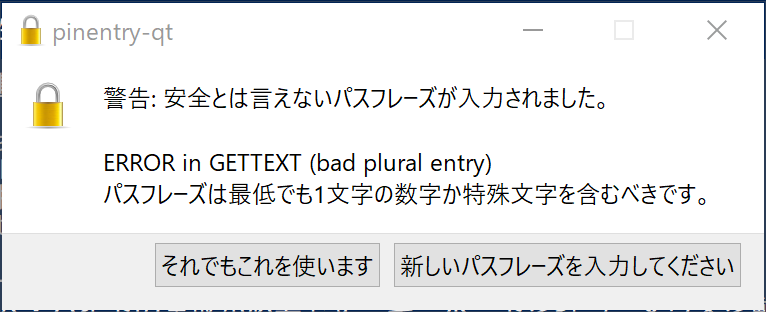 pinentry-qt
警告: 安全とは言えないパスフレーズが入力されました。
ERROR in GETTEXT (bad plural entry)
パスフレーズは最低でも1文字の数字か特殊文字を含むべきです。
それでもこれを使います
新しいパスフレーズを入力してください